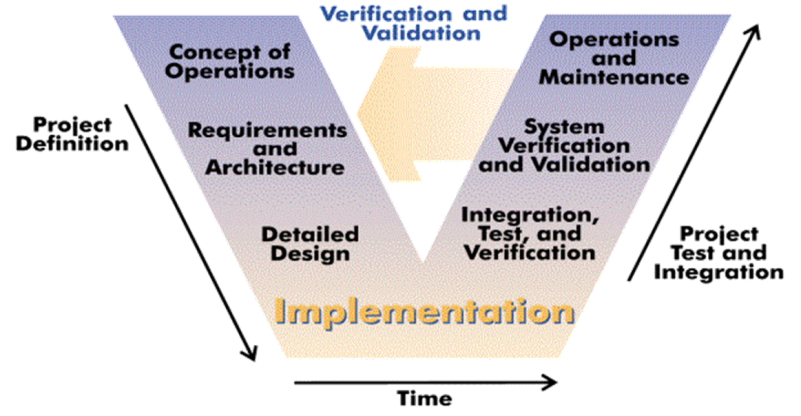 Verification and
Validation
Concept of
Operations
Operations
and
Maintenance
Project
Definition
Requirements
and
Architecture
System
Verification
and Validation
Detailed
Design
Integration,
Test, and
Verification
Project
Test and
Integration
Implementation
Time